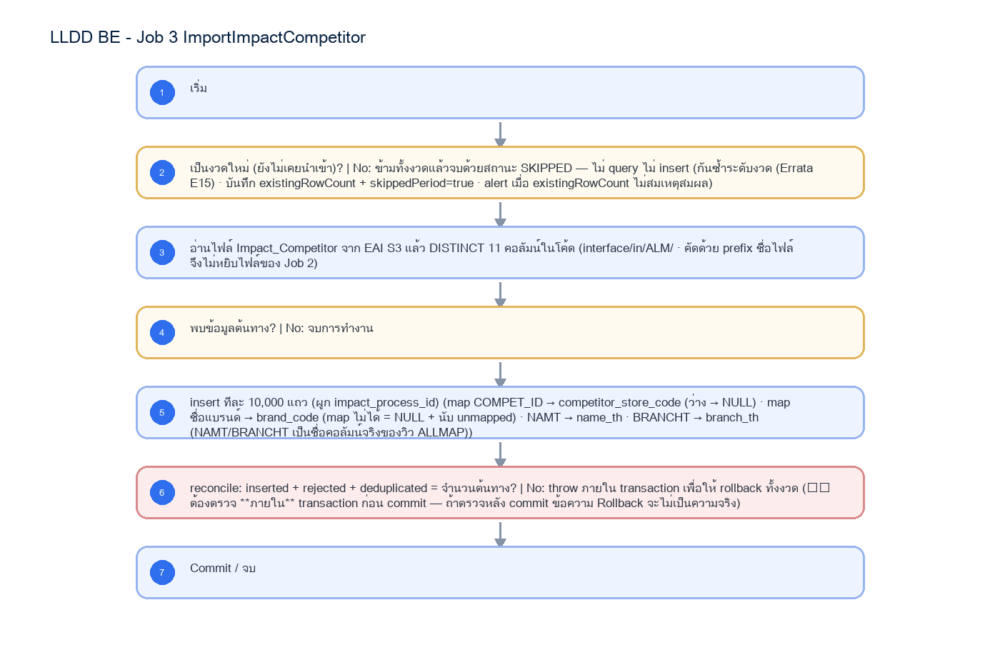 LLDD BE - Job 3 ImportImpactCompetitor
1
เริ่ม
2
เป็นงวดใหม่ (ยังไม่เคยนำเข้า)? | No: ข้ามทั้งงวดแล้วจบด้วยสถานะ SKIPPED — ไม่ query ไม่ insert (กันซ้ำระดับงวด (Errata
E15) · บันทึก existingRowCount + skippedPeriod=true · alert เมื่อ existingRowCount ไม่สมเหตุสมผล)
3
อ่านไฟล์ Impact_Competitor จาก EAI S3 แล้ว DISTINCT 11 คอลัมน์ในโค้ด (interface/in/ALM/ · คัดด้วย prefix ชื่อไฟล์
จึงไม่หยิบไฟล์ของ Job 2)
4
พบข้อมูลต้นทาง? | No: จบการทำงาน
5
insert ทีละ 10,000 แถว (ผูก impact_process_id) (map COMPET_ID → competitor_store_code (ว่าง → NULL) · map
ชื่อแบรนด์ → brand_code (map ไม่ได้ = NULL + นับ unmapped) · NAMT → name_th · BRANCHT → branch_th
(NAMT/BRANCHT เป็นชื่อคอลัมน์จริงของวิว ALLMAP))
6
reconcile: inserted + rejected + deduplicated = จำนวนต้นทาง? | No: throw ภายใน transaction เพื่อให้ rollback ทั้งงวด (□□
ต้องตรวจ **ภายใน** transaction ก่อน commit — ถ้าตรวจหลัง commit ข้อความ Rollback จะไม่เป็นความจริง)
7
Commit / จบ